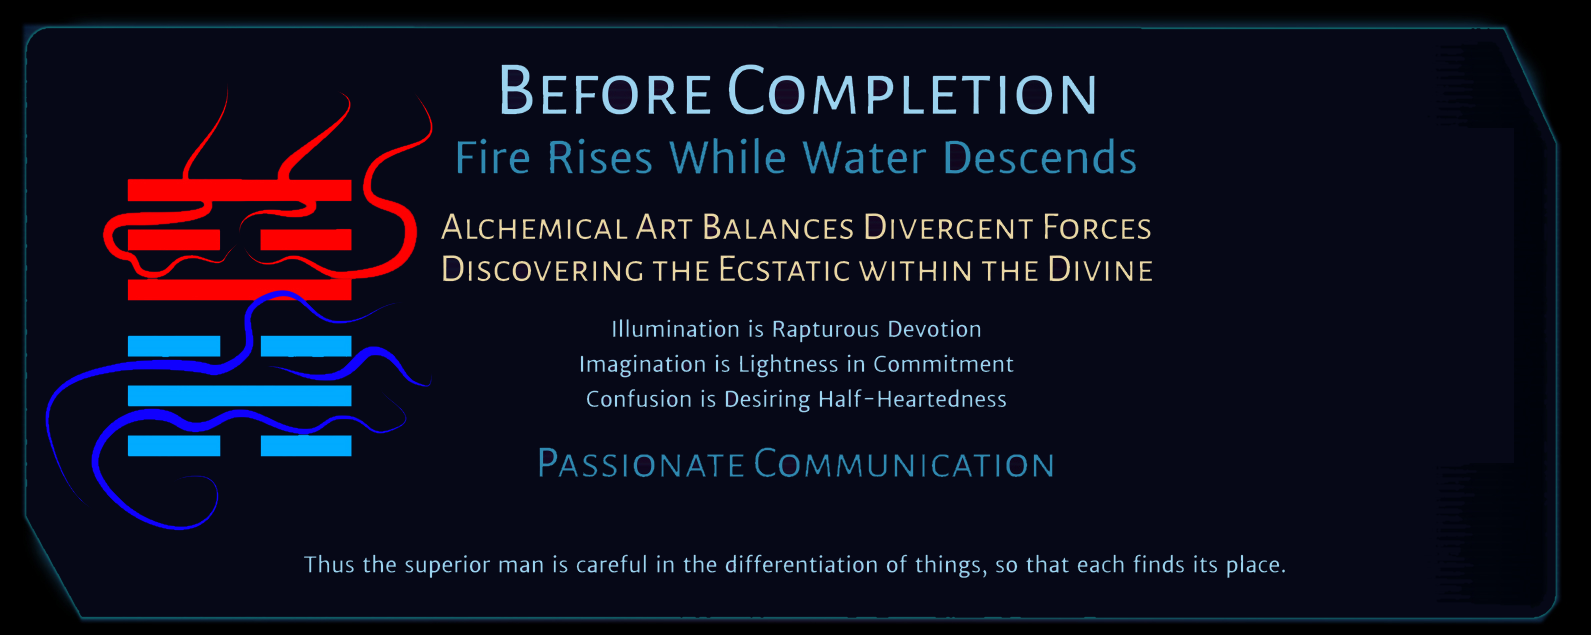 Before Completion
Fire Rises While Water Descends
Alchemical Art Balances Divergent Forces
Discovering the Ecstatic within the Divine
Illumination is Rapturous Devotion
Imagination is Lightness in Commitment
Confusion is Desiring Half-Heartedness
Passionate Communication
Thus the superior man is careful in the differentiation of things, so that each finds its place.